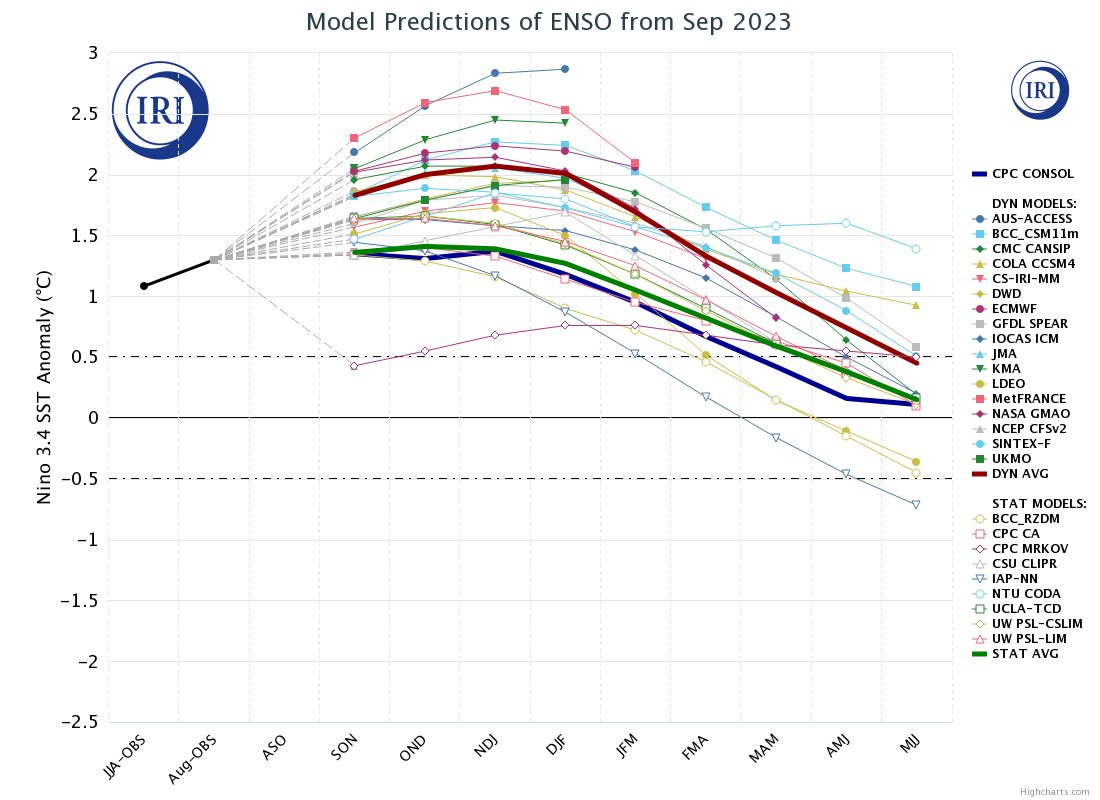 Model Predictions of ENSO from Sep 2023
IRI
IRI
Nino 3.4 SST Anomaly (°C)
3
2.5
2
1.5
1
0.5
0
−0.5
−1
−1.5
−2
−2.5
JJA-OBS
Aug-OBS
ASO
SON
OND
NDJ
DJF
JFM
FMA
MAM
AMJ
MJJ
CPC CONSOL
DYN MODELS:
AUS-ACCESS
BCC_CSM11m
CMC CANSIP
COLA CCSM4
CS-IRI-MM
DWD
ECMWF
GFDL SPEAR
IOCAS ICM
JMA
KMA
LDEO
MetFRANCE
NASA GMAO
NCEP CFSv2
SINTEX-F
UKMO
DYN AVG
STAT MODELS:
BCC_RZDM
CPC CA
CPC MRKOV
CSU CLIPR
IAP-NN
NTU CODA
UCLA-TCD
UW PSL-CSLIM
UW PSL-LIM
STAT AVG
Highcharts.com